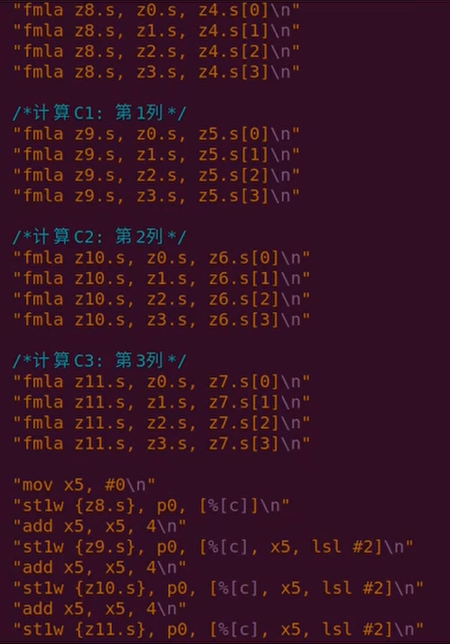 "fmla z8.s, z0.s, z4.s[0]\n"
"fmla z8.s, z1.s, z4.s[1]\n"
"fmla z8.s, z2.s, z4.s[2]\n"
"fmla z8.s, z3.s, z4.s[3]\n"
/*计算C1: 第1列*/
"fmla z9.s, z0.s, z5.s[0]\n"
"fmla z9.s, z1.s, z5.s[1]\n"
"fmla z9.s, z2.s, z5.s[2]\n"
"fmla z9.s, z3.s, z5.s[3]\n"
/*计算C2: 第2列*/
"fmla z10.s, z0.s, z6.s[0]\n"
"fmla z10.s, z1.s, z6.s[1]\n"
"fmla z10.s, z2.s, z6.s[2]\n"
"fmla z10.s, z3.s, z6.s[3]\n"
/*计算C3: 第3列*/
"fmla z11.s, z0.s, z7.s[0]\n"
"fmla z11.s, z1.s, z7.s[1]\n"
"fmla z11.s, z2.s, z7.s[2]\n"
"fmla z11.s, z3.s, z7.s[3]\n"
"mov x5, #0\n"
"st1w {z8.s}, p0, [%[c]]\n"
"add x5, x5, 4\n"
"st1w {z9.s}, p0, [%[c], x5, lsl #2]\n"
"add x5, x5, 4\n"
"st1w {z10.s}, p0, [%[c], x5, lsl #2]\n"
"add x5, x5, 4\n"
"st1w {z11.s}, p0, [%[c], x5, lsl #2]\n"